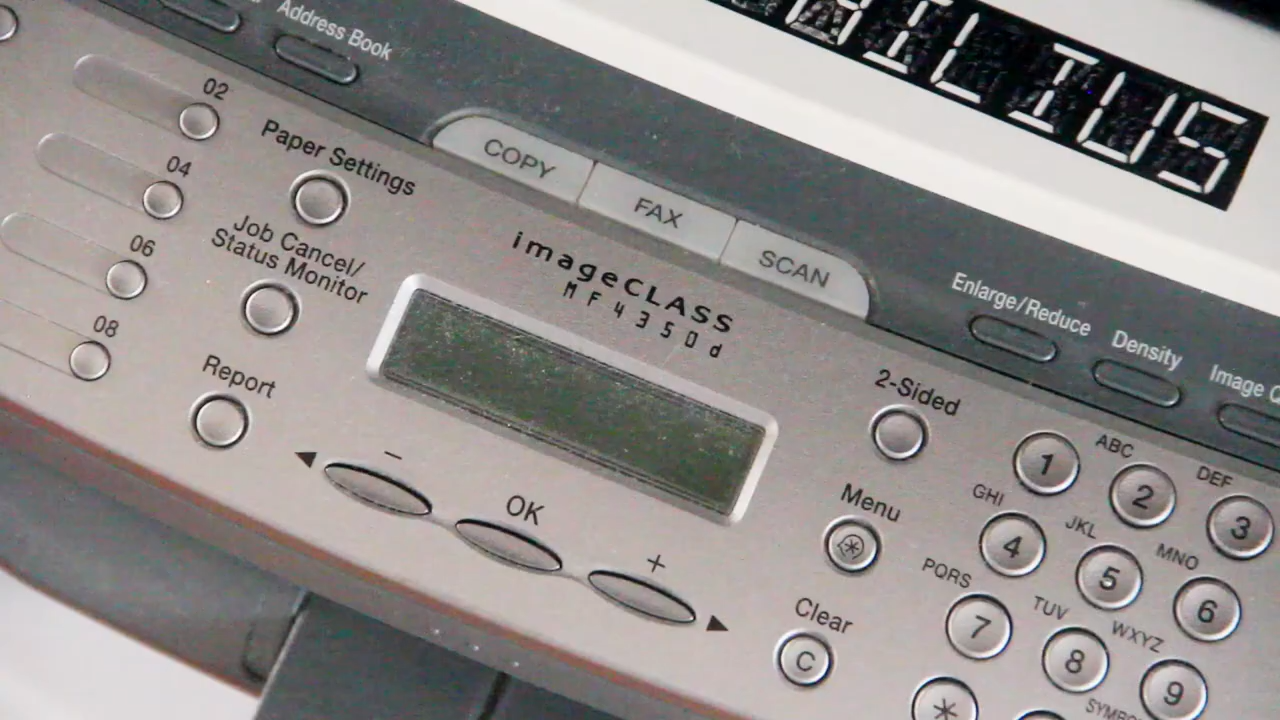 Address Book
02
04
06
08
Paper Settings
Job Cancel/
Status Monitor
Report
COPY
FAX
SCAN
imageCLASS
MF4350d
−
OK
+
Enlarge/Reduce
Density
Image
2-Sided
Menu
Clear
C
1
ABC
2
DEF
3
GHI
4
JKL
5
MNO
6
PQRS
7
TUV
8
WXYZ
9
*